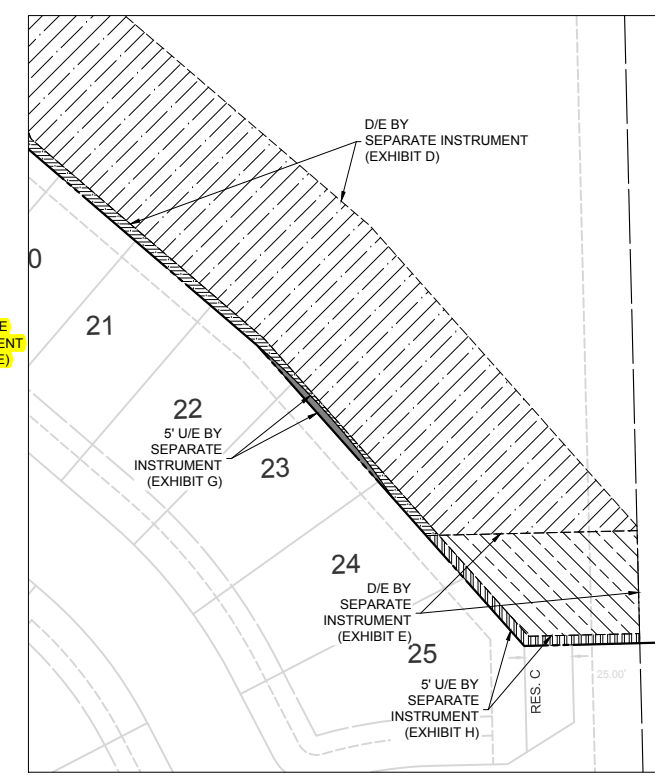 D/E BY
SEPARATE INSTRUMENT
(EXHIBIT D)
0
21
E
ENT
E)
22
5' U/E BY
SEPARATE
INSTRUMENT
(EXHIBIT G)
23
24
D/E BY
SEPARATE
INSTRUMENT
(EXHIBIT E)
25
5' U/E BY
SEPARATE
INSTRUMENT
(EXHIBIT H)
RES. C
25.00'